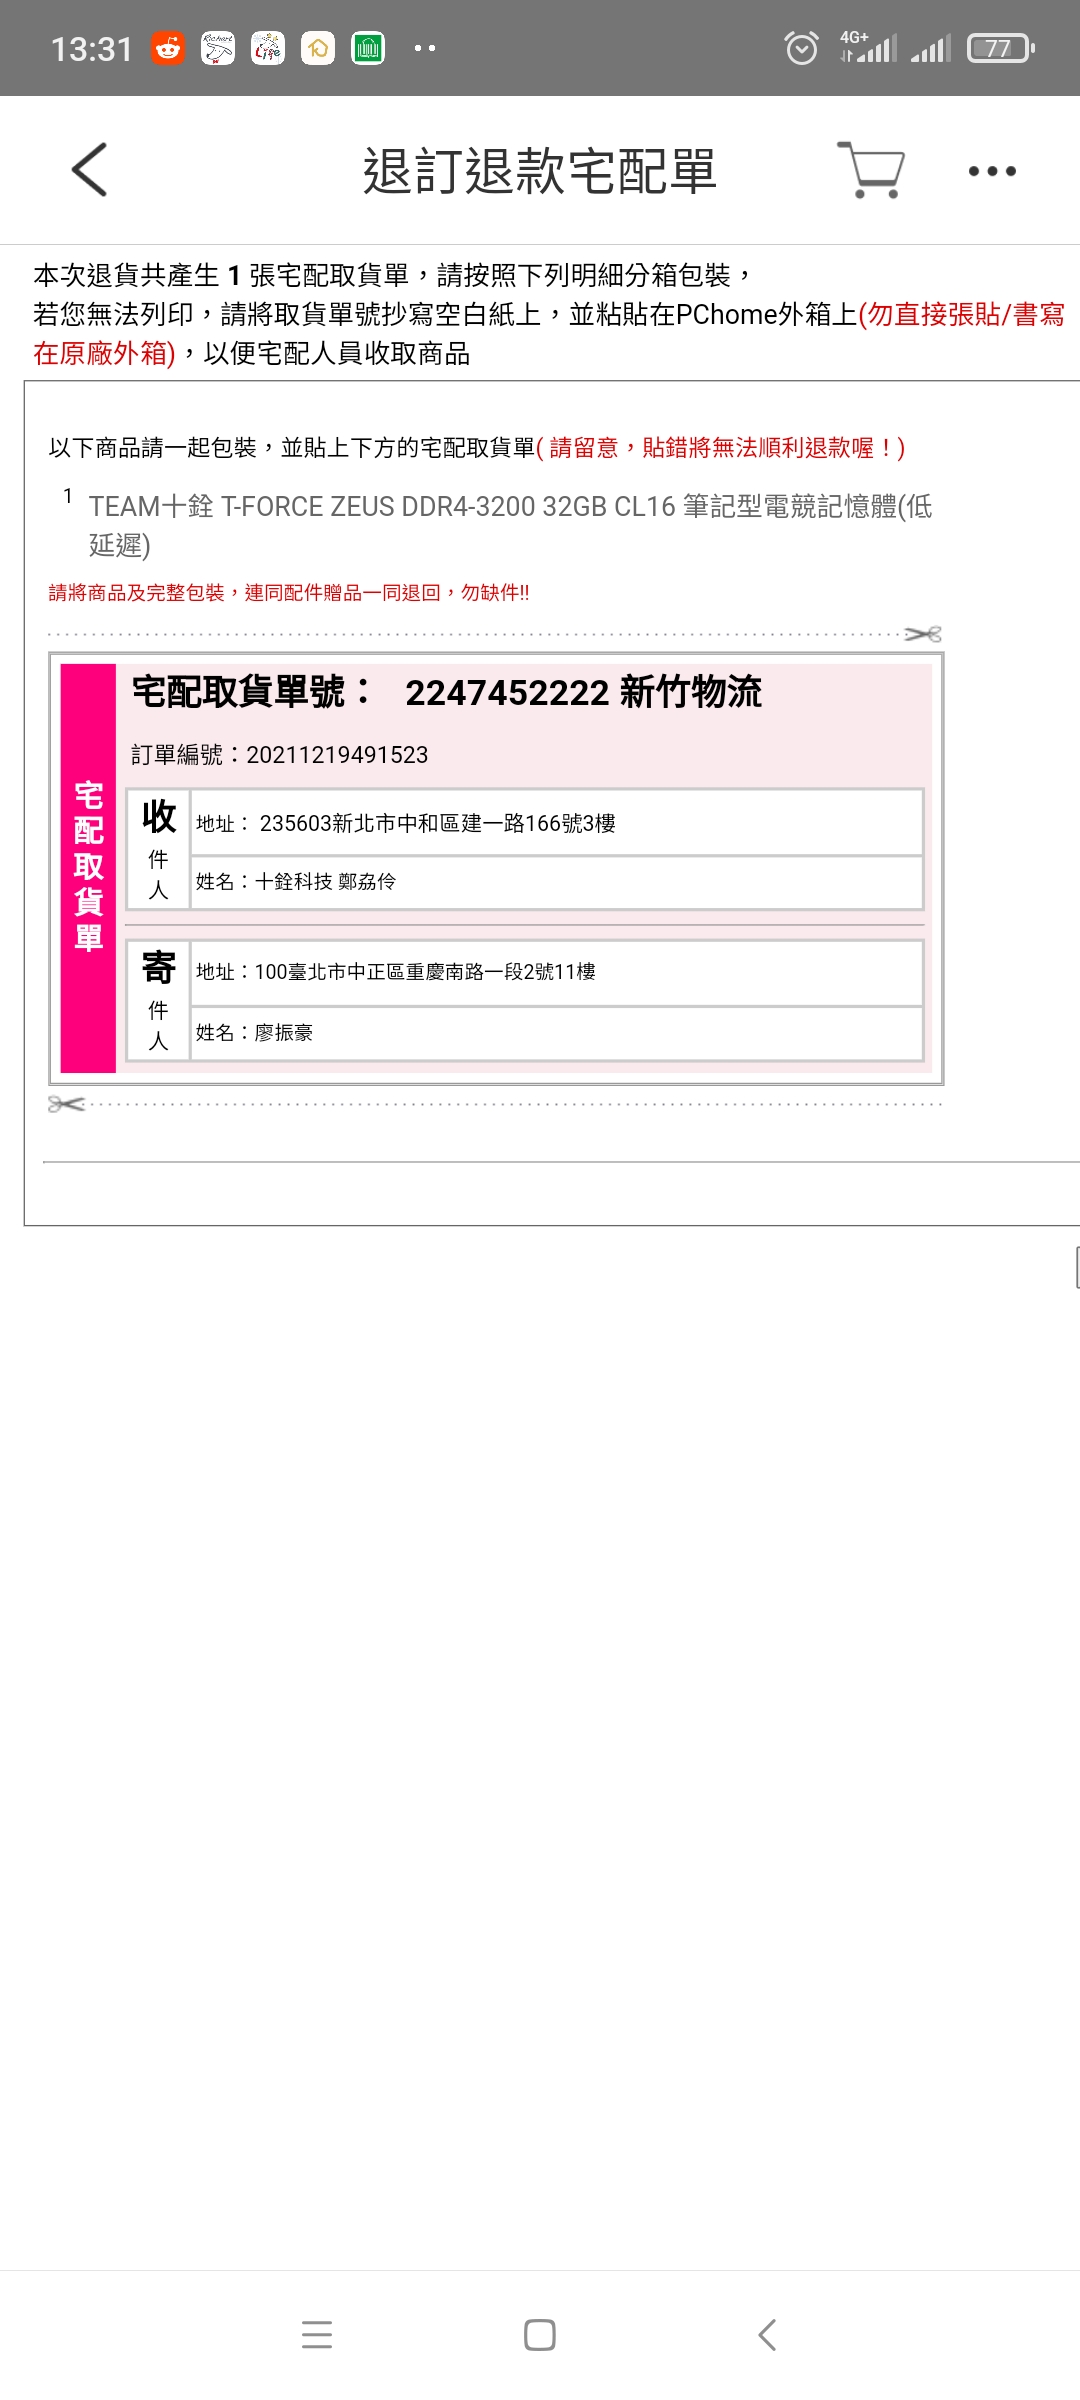 13:31
4G+
77
退訂退款宅配單
本次退貨共產生 1 張宅配取貨單，請按照下列明細分箱包裝，
若您無法列印，請將取貨單號抄寫空白紙上，並粘貼在PChome外箱上(勿直接張貼/書寫
在原廠外箱)，以便宅配人員收取商品
以下商品請一起包裝，並貼上下方的宅配取貨單( 請留意，貼錯將無法順利退款喔！)
1 TEAM十銓 T-FORCE ZEUS DDR4-3200 32GB CL16 筆記型電競記憶體(低
延遲)
請將商品及完整包裝，連同配件贈品一同退回，勿缺件!!
宅配取貨單
宅配取貨單號： 2247452222 新竹物流
訂單編號：20211219491523
收件人
地址： 235603新北市中和區建一路166號3樓
姓名：十銓科技 鄭劦伶
寄件人
地址：100臺北市中正區重慶南路一段2號11樓
姓名：廖振豪